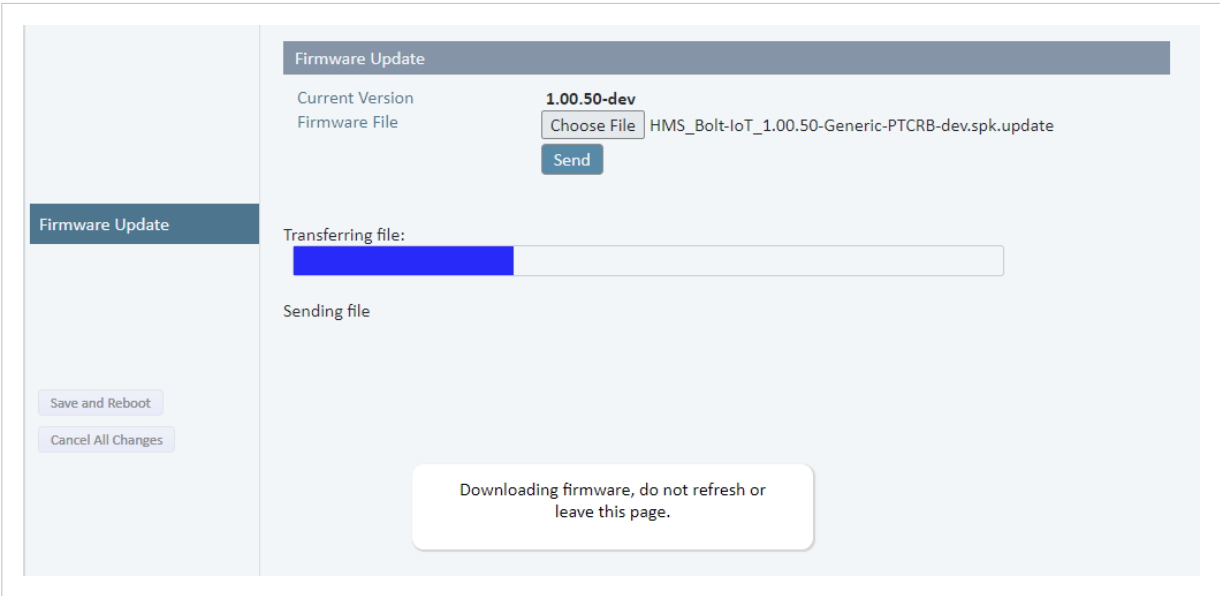 Firmware Update
Current Version
1.00.50-dev
Firmware File
Choose File
HMS_Bolt-IoT_1.00.50-Generic-PTCRB-dev.spk.update
Send
Firmware Update
Transferring file:
Sending file
Save and Reboot
Cancel All Changes
Downloading firmware, do not refresh or
leave this page.